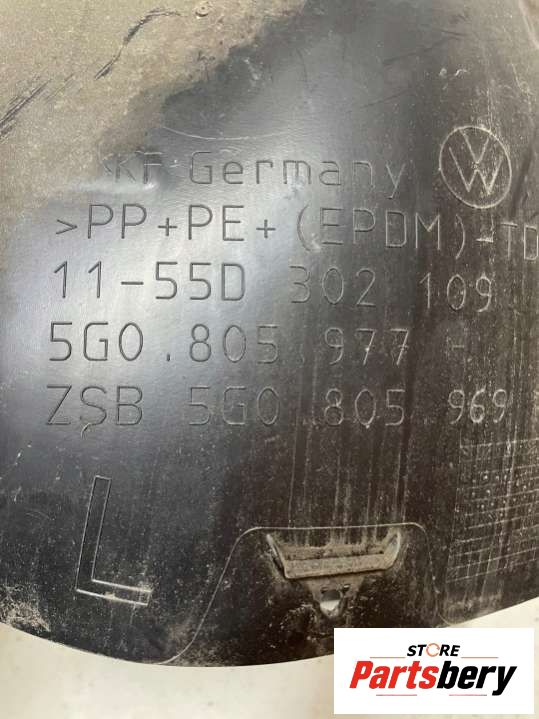 KF Germany VW
>PP+PE+(EPDM)-TD
11-55D 302 109
5G0.805.977 H
ZSB 5G0.805.969
L
STORE
Partsbery